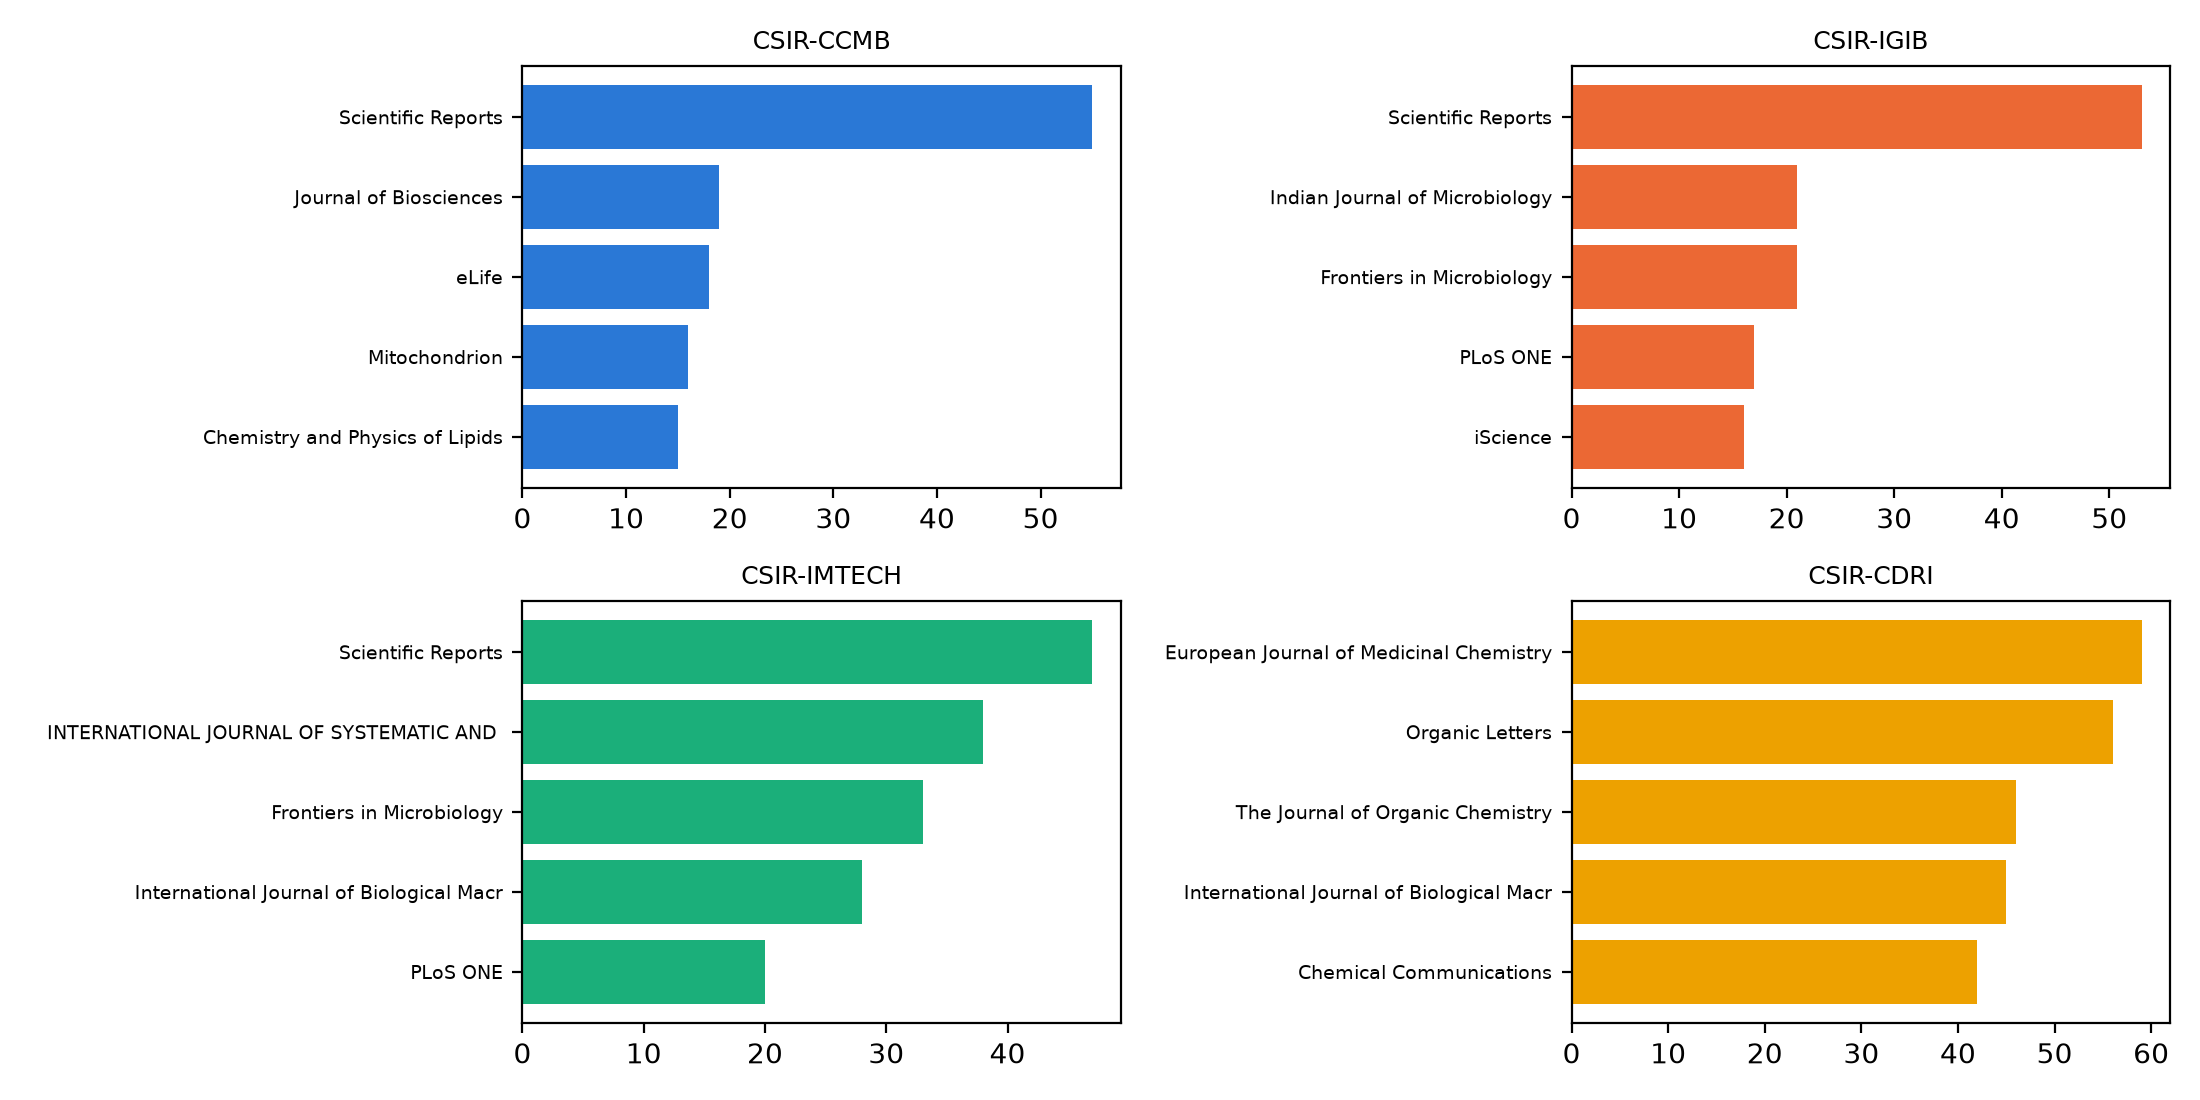 CSIR-CCMB
Scientific Reports
Journal of Biosciences
eLife
Mitochondrion
Chemistry and Physics of Lipids
0 10 20 30 40 50
CSIR-IGIB
Scientific Reports
Indian Journal of Microbiology
Frontiers in Microbiology
PLoS ONE
iScience
0 10 20 30 40 50
CSIR-IMTECH
Scientific Reports
INTERNATIONAL JOURNAL OF SYSTEMATIC AND
Frontiers in Microbiology
International Journal of Biological Macr
PLoS ONE
0 10 20 30 40
CSIR-CDRI
European Journal of Medicinal Chemistry
Organic Letters
The Journal of Organic Chemistry
International Journal of Biological Macr
Chemical Communications
0 10 20 30 40 50 60